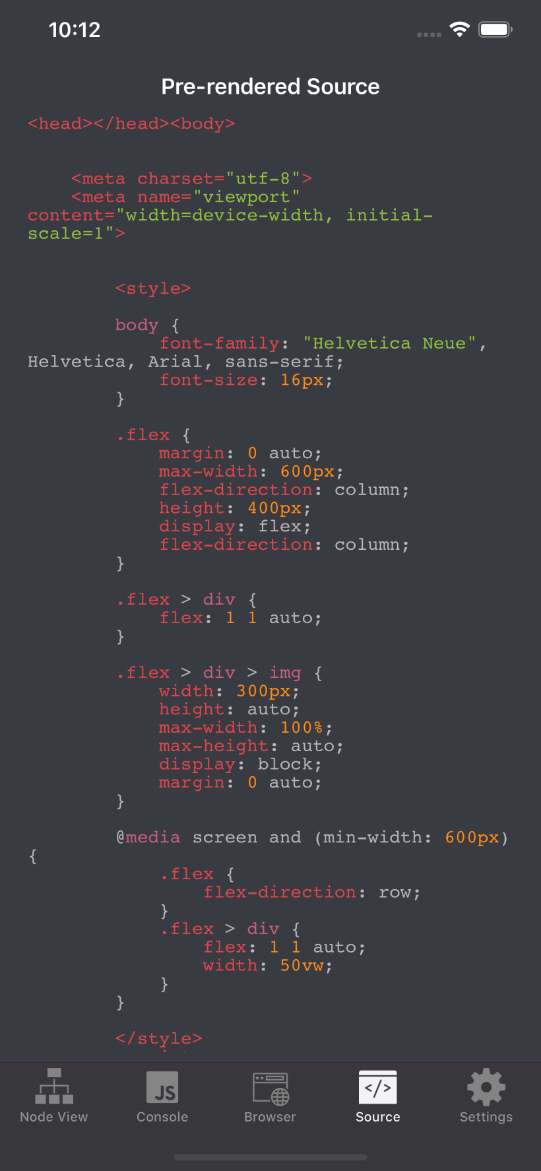 10:12
Pre-rendered Source
<head></head><body>
<meta charset="utf-8">
<meta name="viewport"
content="width=device-width, initial-
scale=1">
<style>
body {
font-family: "Helvetica Neue",
Helvetica, Arial, sans-serif;
font-size: 16px;
}
.flex {
margin: 0 auto;
max-width: 600px;
flex-direction: column;
height: 400px;
display: flex;
flex-direction: column;
}
.flex > div {
flex: 1 1 auto;
}
.flex > div > img {
width: 300px;
height: auto;
max-width: 100%;
max-height: auto;
display: block;
margin: 0 auto;
}
@media screen and (min-width: 600px)
{
.flex {
flex-direction: row;
}
.flex > div {
flex: 1 1 auto;
width: 50vw;
}
}
</style>
JS
</>
Node View
Console
Browser
Source
Settings